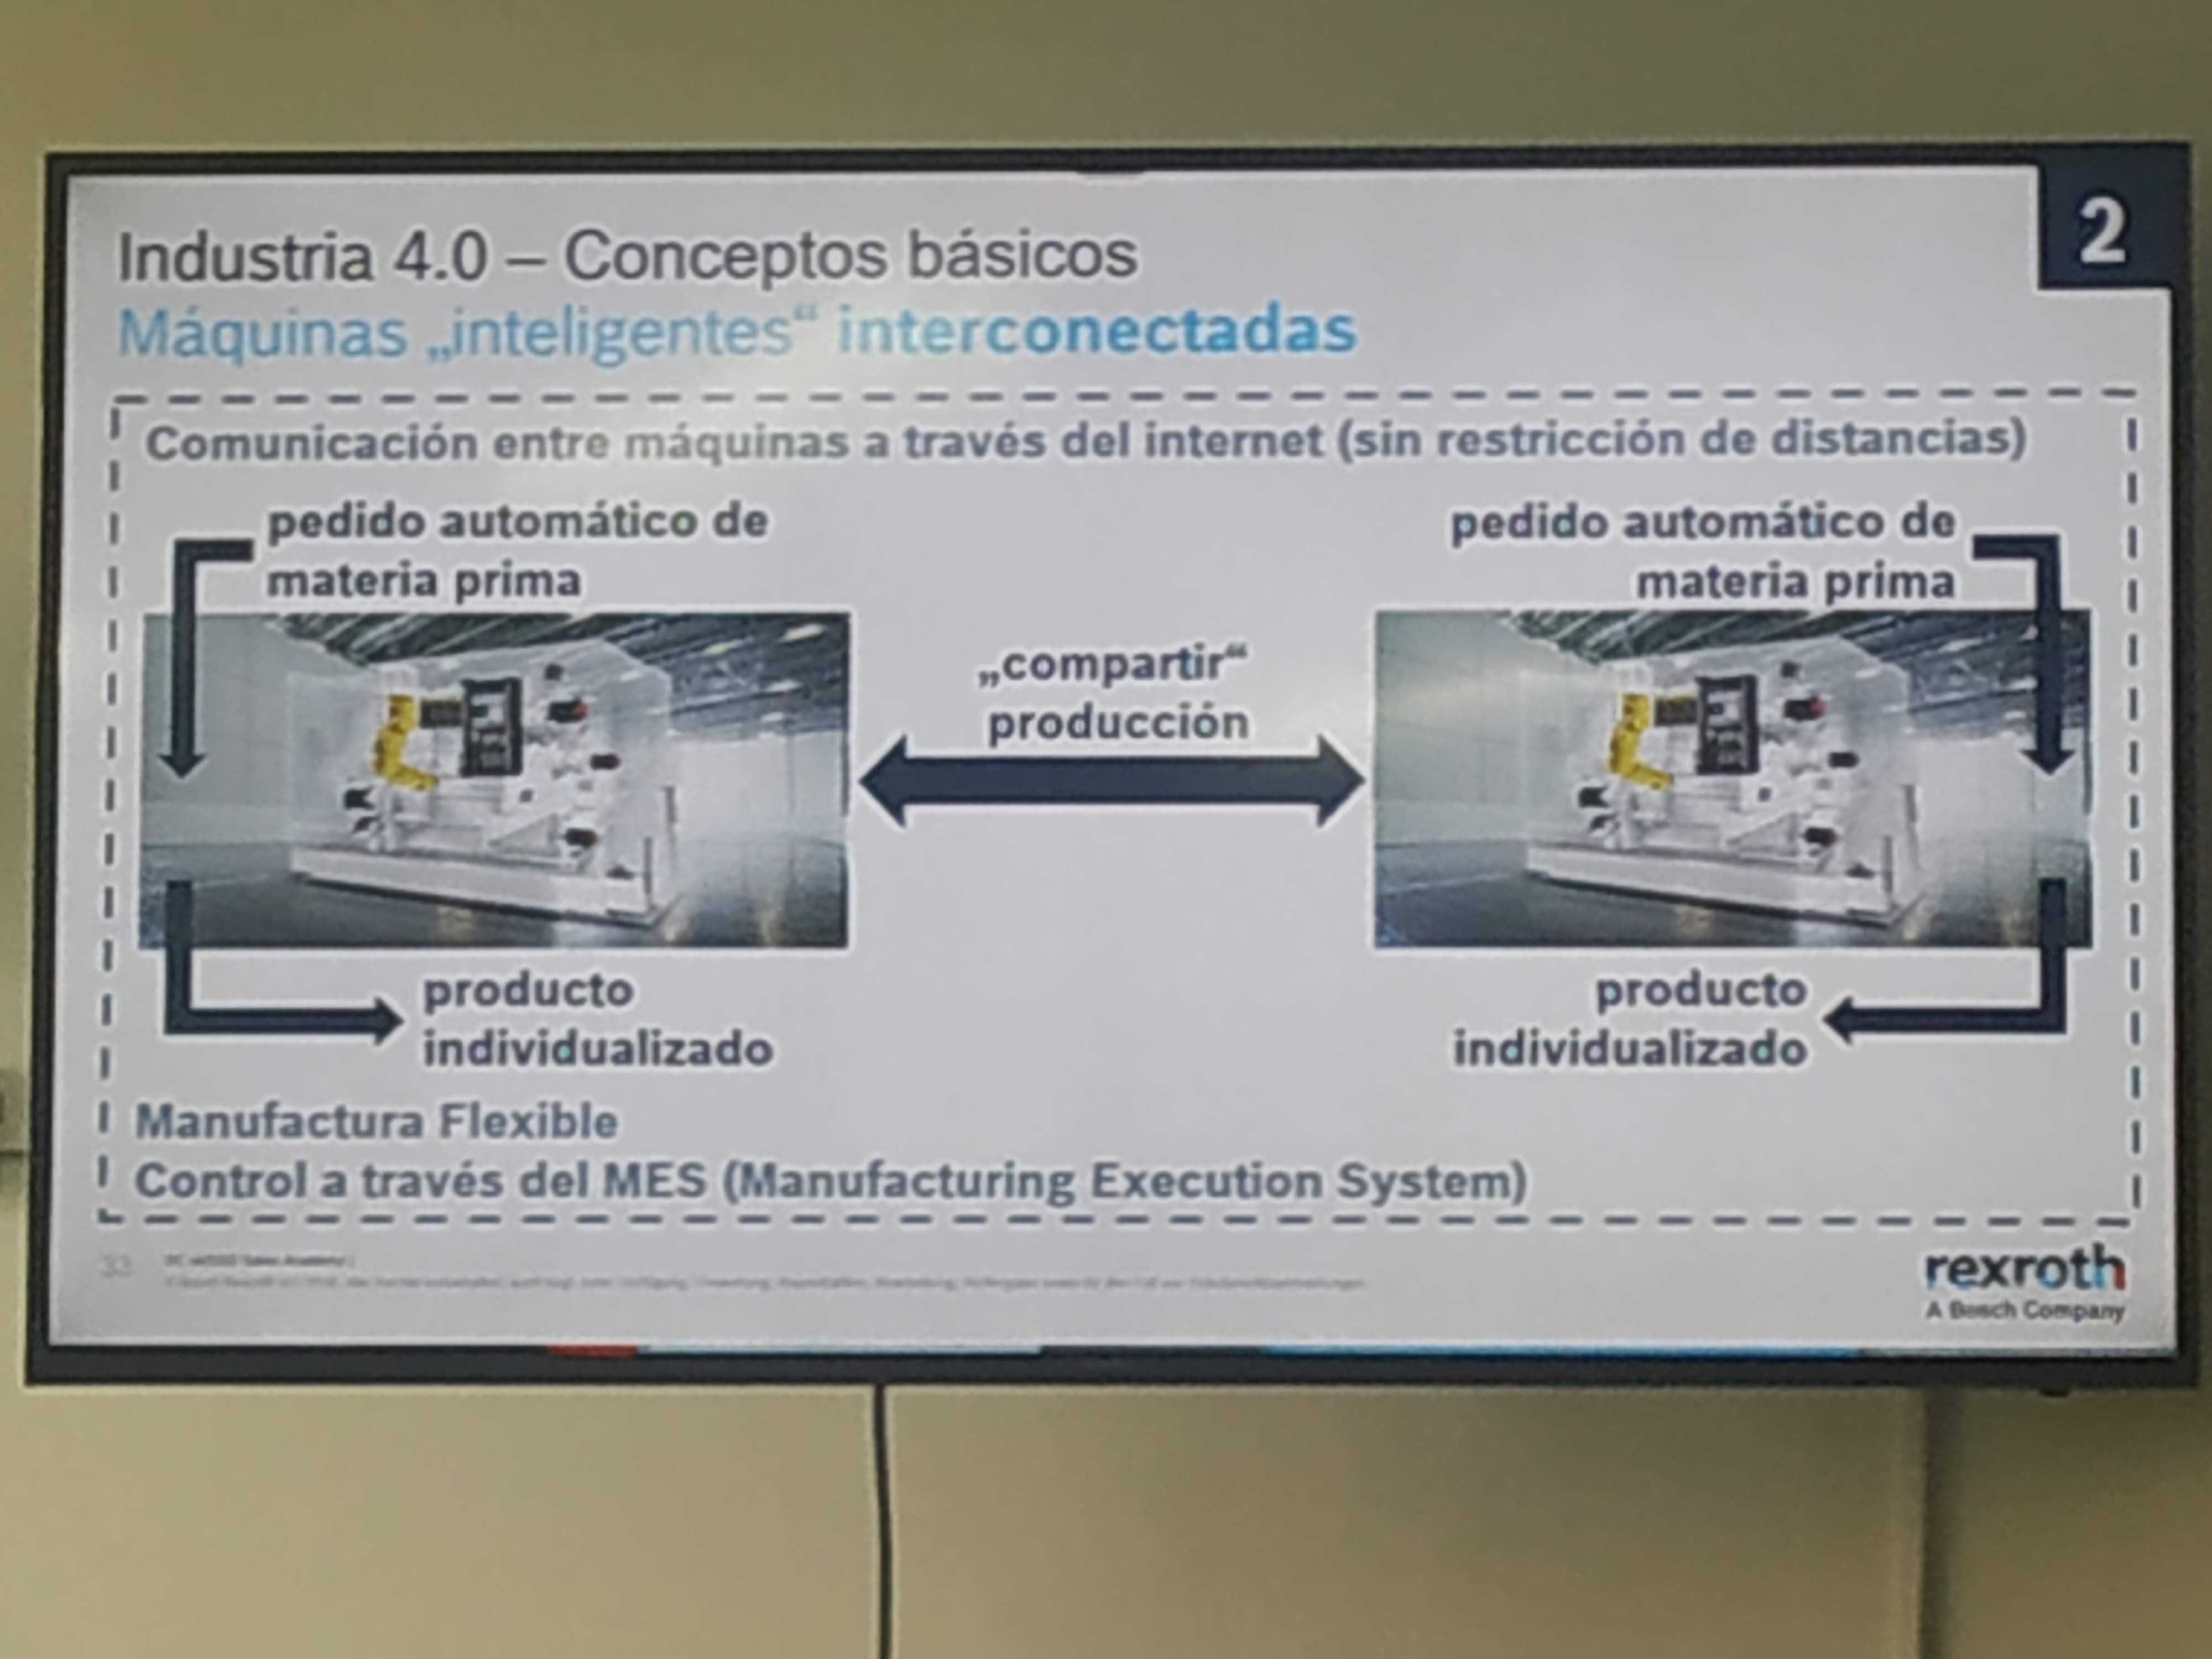 2
Industria 4.0 – Conceptos básicos
Máquinas „inteligentes“ interconectadas
Comunicación entre máquinas a través del internet (sin restricción de distancias)
pedido automático de
materia prima
pedido automático de
materia prima
„compartir“
producción
producto
individualizado
producto
individualizado
Manufactura Flexible
Control a través del MES (Manufacturing Execution System)
33
rexroth
A Bosch Company